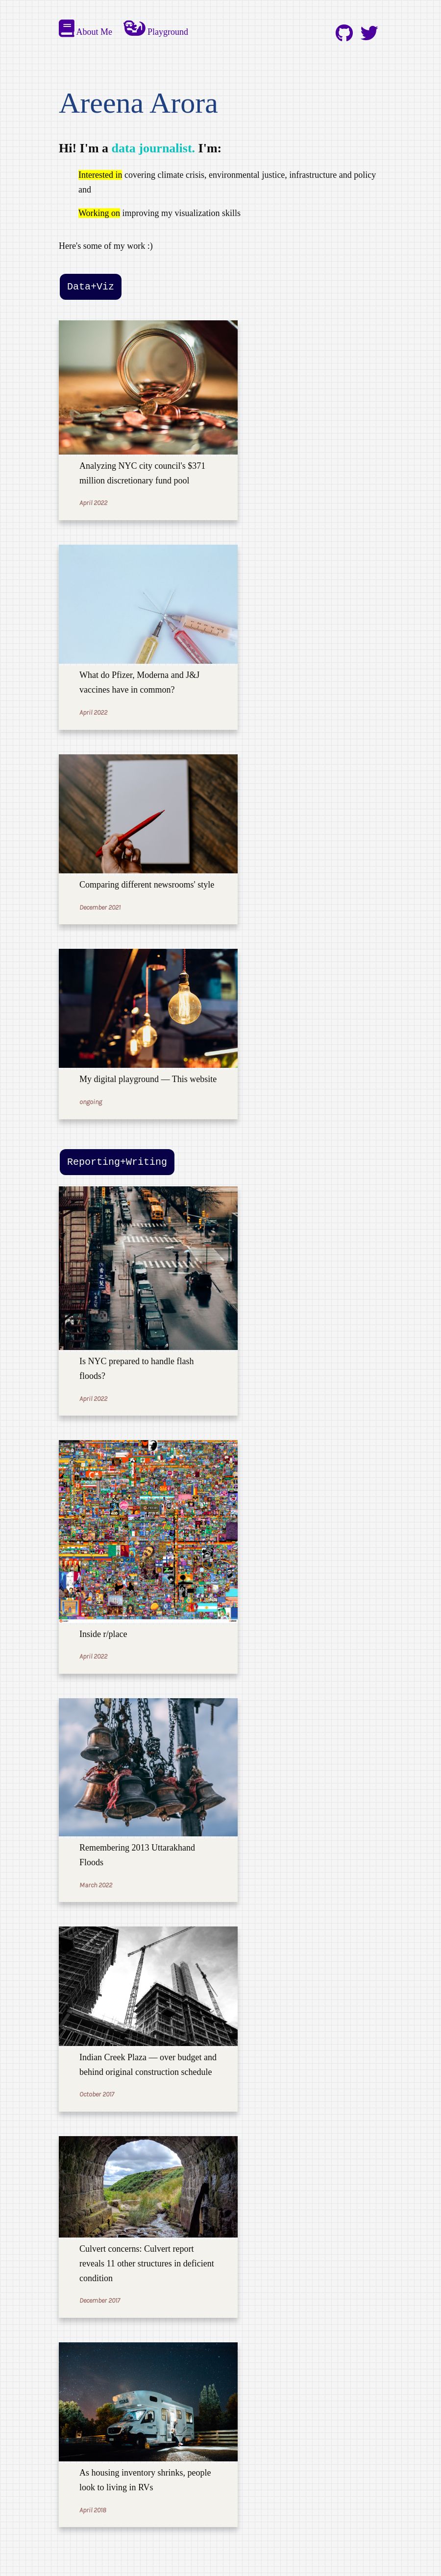 About Me Playground
Areena Arora
Hi! I'm a data journalist. I'm:
Interested in covering climate crisis, environmental justice, infrastructure and policy
and
Working on improving my visualization skills
Here's some of my work :)
Data+Viz
Analyzing NYC city council's $371
million discretionary fund pool
April 2022
What do Pfizer, Moderna and J&J
vaccines have in common?
April 2022
Comparing different newsrooms' style
December 2021
My digital playground — This website
ongoing
Reporting+Writing
Is NYC prepared to handle flash
floods?
April 2022
Inside r/place
April 2022
Remembering 2013 Uttarakhand
Floods
March 2022
Indian Creek Plaza — over budget and
behind original construction schedule
October 2017
Culvert concerns: Culvert report
reveals 11 other structures in deficient
condition
December 2017
As housing inventory shrinks, people
look to living in RVs
April 2018